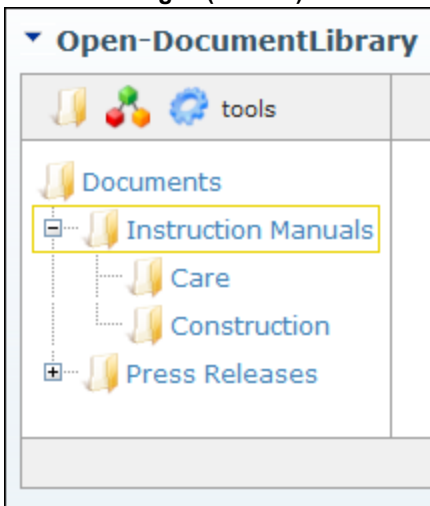 Open-DocumentLibrary
tools
Documents
Instruction Manuals
Care
Construction
Press Releases